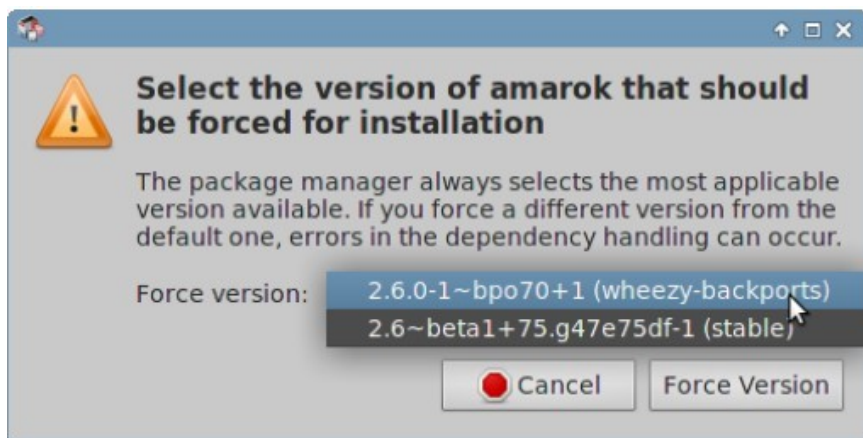 Select the version of amarok that should
be forced for installation
The package manager always selects the most applicable
version available. If you force a different version from the
default one, errors in the dependency handling can occur.
Force version: 2.6.0-1~bpo70+1 (wheezy-backports)
2.6~beta1+75.g47e75df-1 (stable)
Cancel Force Version